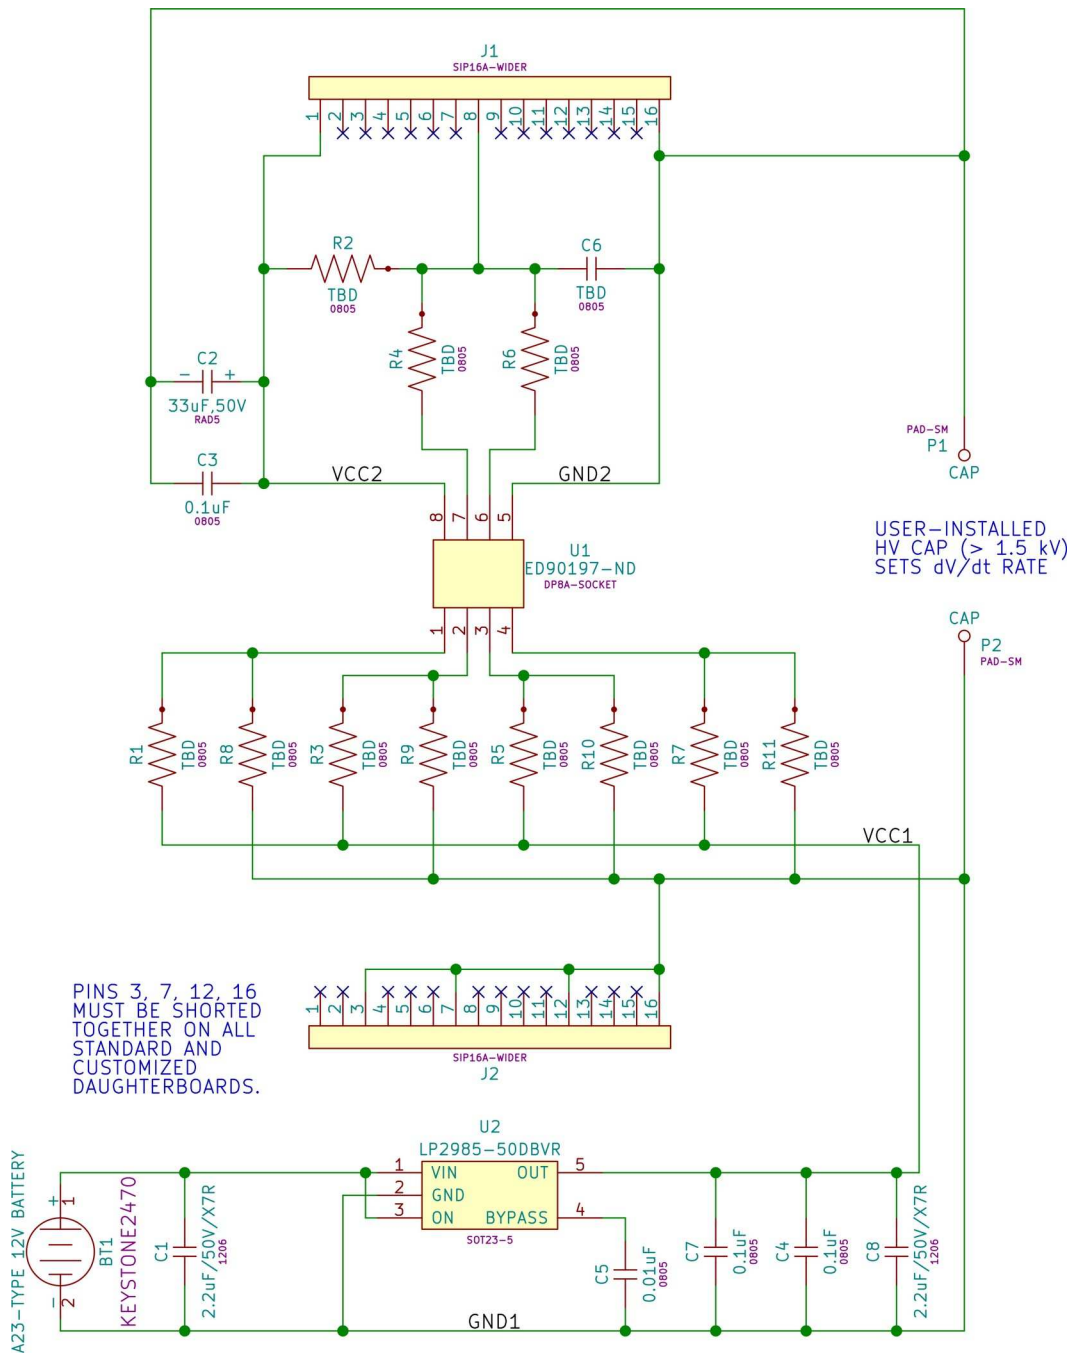 J1
SIP16A-WIDER
1 2 3 4 5 6 7 8 9 10 11 12 13 14 15 16
R2
TBD
0805
C6
TBD
0805
R4
TBD
0805
R6
TBD
0805
C2
- +
33uF,50V
RAD5
C3
0.1uF
0805
VCC2
GND2
PAD-SM
P1
CAP
USER-INSTALLED
HV CAP (> 1.5 kV)
SETS dV/dt RATE
8 7 6 5
U1
ED90197-ND
DP8A-SOCKET
1 2 3 4
CAP
P2
PAD-SM
R1
TBD
0805
R8
TBD
0805
R3
TBD
0805
R9
TBD
0805
R5
TBD
0805
R10
TBD
0805
R7
TBD
0805
R11
TBD
0805
VCC1
PINS 3, 7, 12, 16
MUST BE SHORTED
TOGETHER ON ALL
STANDARD AND
CUSTOMIZED
DAUGHTERBOARDS.
1 2 3 4 5 6 7 8 9 10 11 12 13 14 15 16
SIP16A-WIDER
J2
U2
LP2985-50DBVR
1 VIN OUT 5
2 GND
3 ON BYPASS 4
SOT23-5
A23-TYPE 12V BATTERY
+ 1
- 2
BT1
KEYSTONE2470
C1
2.2uF/50V/X7R
1206
C5
0.01uF
0805
C7
0.1uF
0805
C4
0.1uF
0805
C8
2.2uF/50V/X7R
1206
GND1